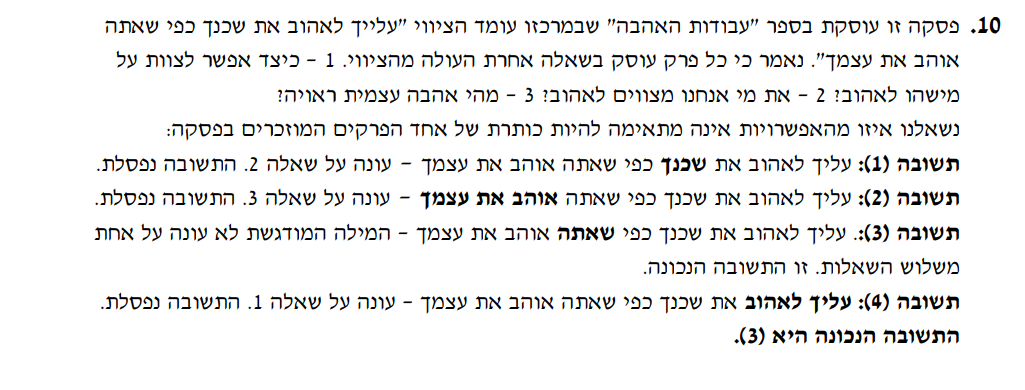 10. פסקה זו עוסקת בספר "עבודות האהבה" שבמרכזו עומד הציווי "עלייך לאהוב את שכנך כפי שאתה
אוהב את עצמך". נאמר כי כל פרק עוסק בשאלה אחרת העולה מהציווי. 1 – כיצד אפשר לצוות על
מישהו לאהוב? 2 – את מי אנחנו מצווים לאהוב? 3 – מהי אהבה עצמית ראויה?
נשאלנו איזו מהאפשרויות אינה מתאימה להיות כותרת של אחד הפרקים המוזכרים בפסקה:
תשובה (1): עליך לאהוב את שכנך כפי שאתה אוהב את עצמך – עונה על שאלה 2. התשובה נפסלת.
תשובה (2): עליך לאהוב את שכנך כפי שאתה אוהב את עצמך – עונה על שאלה 3. התשובה נפסלת.
תשובה (3):. עליך לאהוב את שכנך כפי שאתה אוהב את עצמך – המילה המודגשת לא עונה על אחת
משלוש השאלות. זו התשובה הנכונה.
תשובה (4): עליך לאהוב את שכנך כפי שאתה אוהב את עצמך – עונה על שאלה 1. התשובה נפסלת.
התשובה הנכונה היא (3).